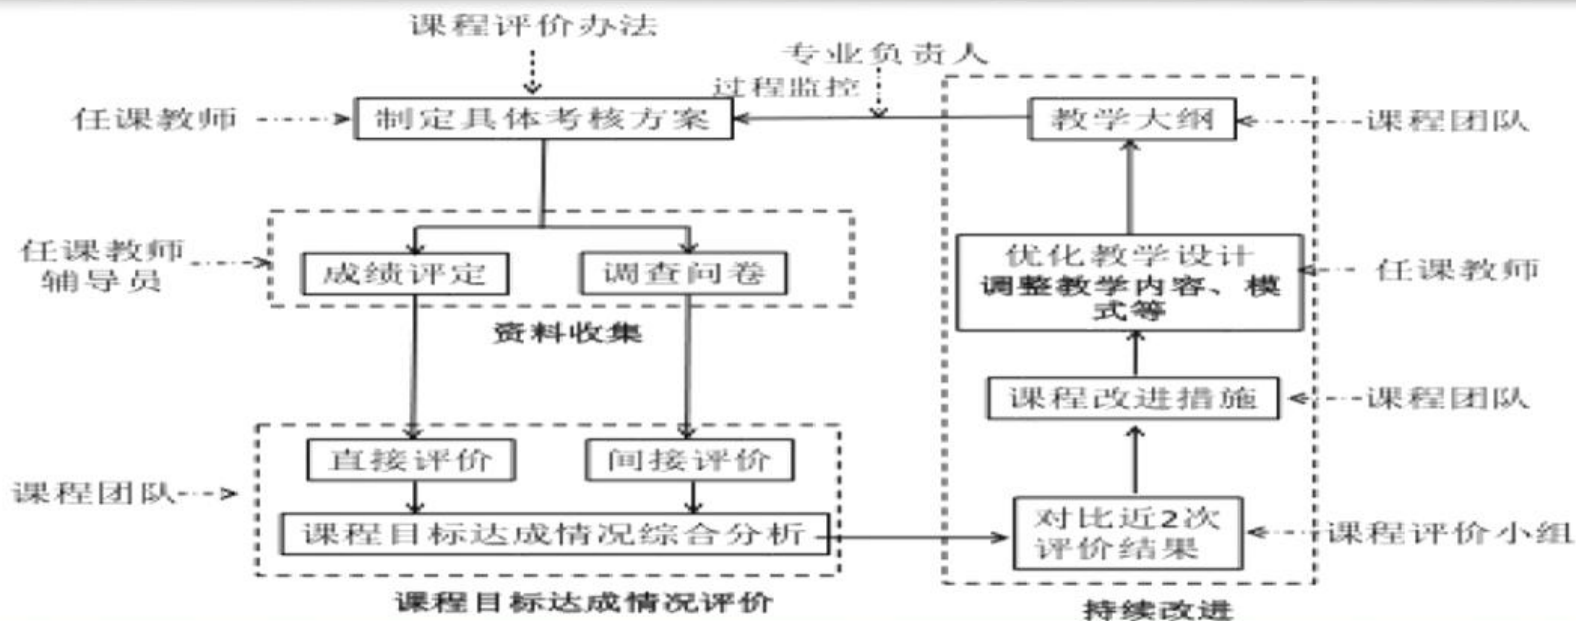 课程评价办法
专业负责人
过程监控
任课教师
制定具体考核方案
教学大纲
课程团队
任课教师
辅导员
成绩评定
调查问卷
资料收集
优化教学设计
调整教学内容、模
式等
任课教师
课程改进措施
课程团队
课程团队
直接评价
间接评价
课程目标达成情况综合分析
对比近2次
评价结果
课程评价小组
课程目标达成情况评价
持续改进